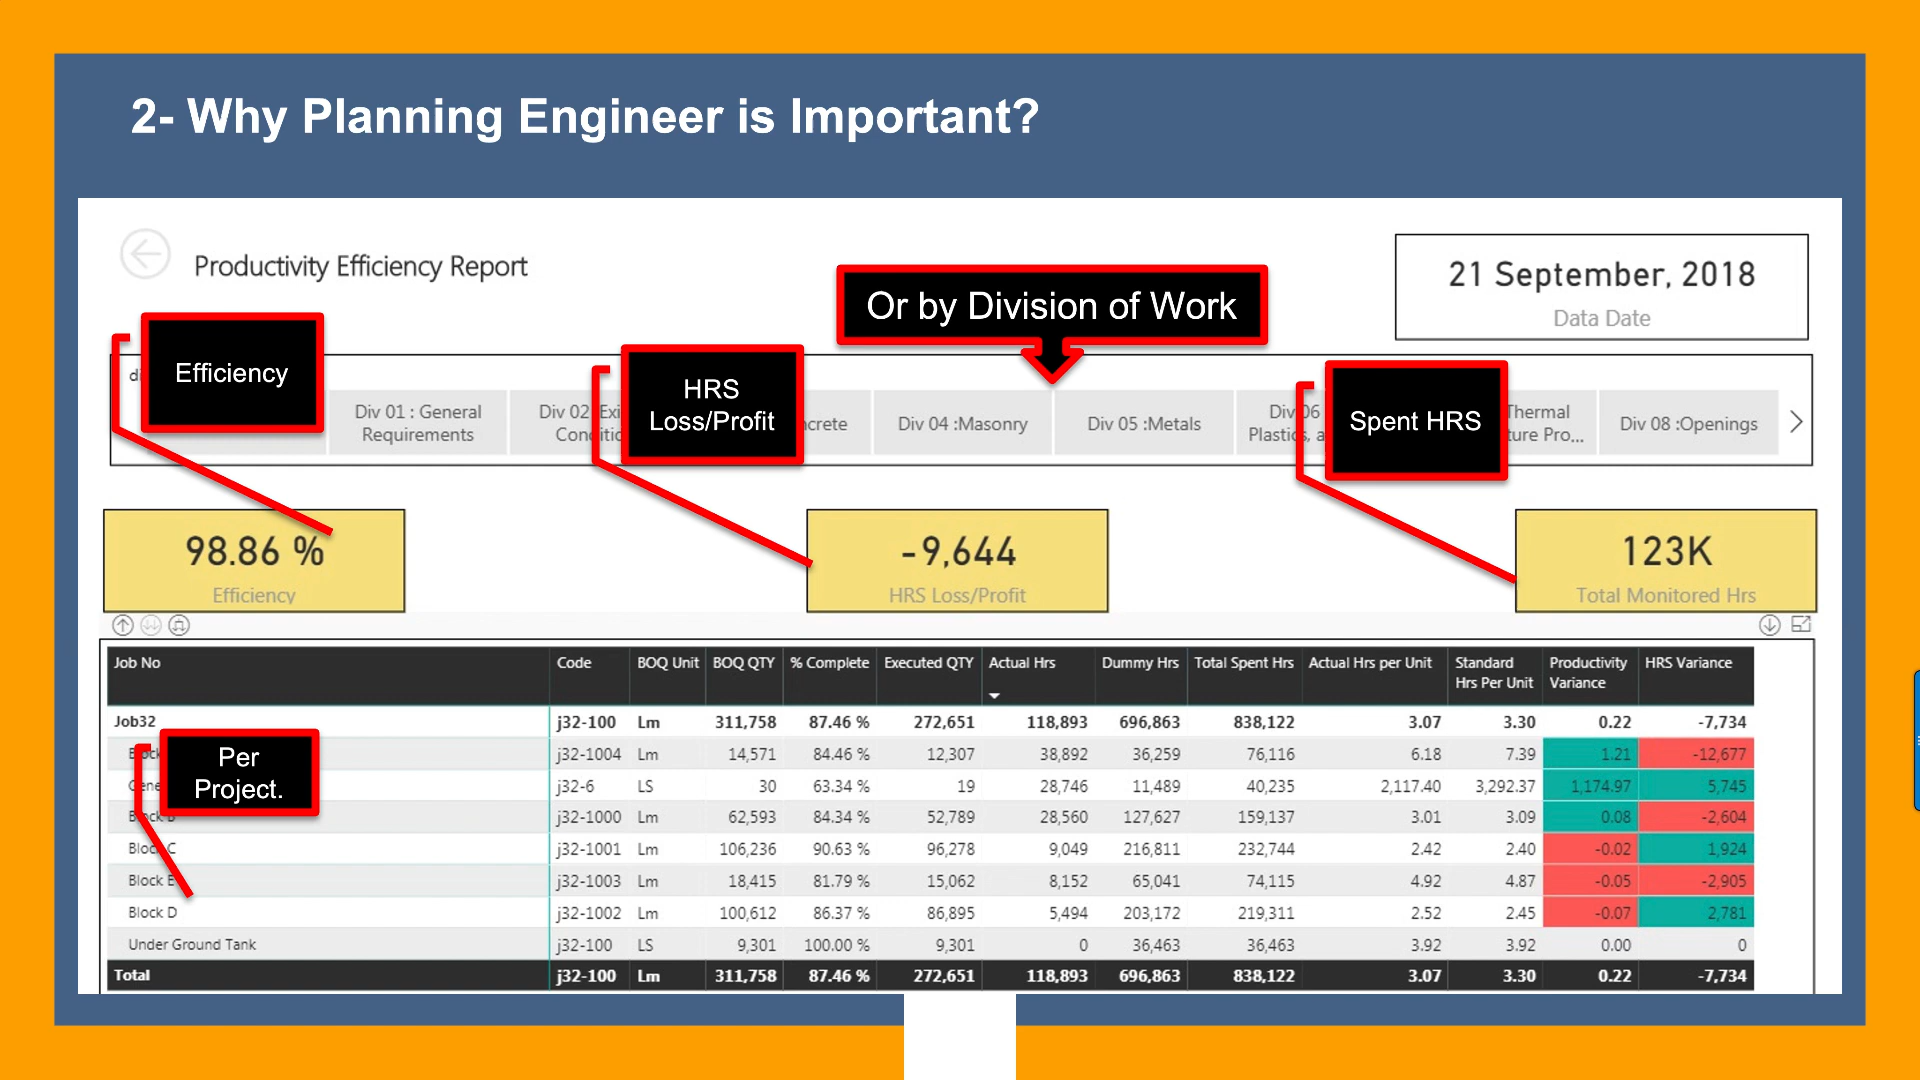 2- Why Planning Engineer is Important?
Productivity Efficiency Report
21 September, 2018
Data Date
Or by Division of Work
Efficiency
HRS
Loss/Profit
Spent HRS
Div 01 : General
Requirements
Div 02
Div 04 :Masonry
Div 05 :Metals
Div 06
Thermal
Div 08 :Openings
98.86 %
Efficiency
-9,644
HRS Loss/Profit
123K
Total Monitored Hrs
Job No Code BOQ Unit BOQ QTY % Complete Executed QTY Actual Hrs Dummy Hrs Total Spent Hrs Actual Hrs per Unit Standard Hrs Per Unit Productivity Variance HRS Variance
Job32 j32-100 Lm 311,758 87.46 % 272,651 118,893 696,863 838,122 3.07 3.30 0.22 -7,734
j32-1004 Lm 14,571 84.46 % 12,307 38,892 36,259 76,116 6.18 7.39 1.21 -12,677
j32-6 LS 30 63.34 % 19 28,746 11,489 40,235 2,117.40 3,292.37 1,174.97 5,745
Block B j32-1000 Lm 62,593 84.34 % 52,789 28,560 127,627 159,137 3.01 3.09 0.08 -2,604
Block C j32-1001 Lm 106,236 90.63 % 96,278 9,049 216,811 232,744 2.42 2.40 -0.02 1,924
Block E j32-1003 Lm 18,415 81.79 % 15,062 8,152 65,041 74,115 4.92 4.87 -0.05 -2,905
Block D j32-1002 Lm 100,612 86.37 % 86,895 5,494 203,172 219,311 2.52 2.45 -0.07 2,781
Under Ground Tank j32-100 LS 9,301 100.00 % 9,301 0 36,463 36,463 3.92 3.92 0.00 0
Total j32-100 Lm 311,758 87.46 % 272,651 118,893 696,863 838,122 3.07 3.30 0.22 -7,734
Per
Project.